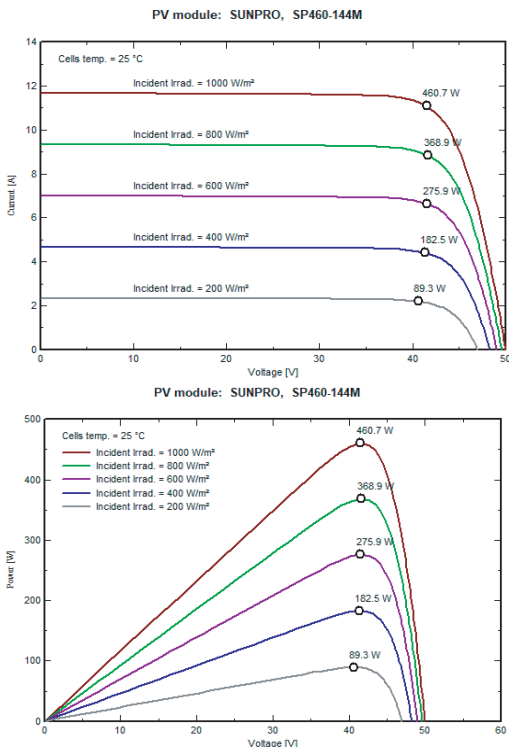 PV module: SUNPRO, SP460-144M
14
Cells temp. = 25 °C
Incident Irrad. = 1000 W/m²
460.7 W
12
10
Incident Irrad. = 800 W/m²
368.9 W
8
Incident Irrad. = 600 W/m²
275.9 W
6
Incident Irrad. = 400 W/m²
182.5 W
4
Incident Irrad. = 200 W/m²
89.3 W
2
0
Current [A]
0 10 20 30 40 50
Voltage [V]
PV module: SUNPRO, SP460-144M
500
Cells temp. = 25 °C
Incident Irrad. = 1000 W/m²
Incident Irrad. = 800 W/m²
Incident Irrad. = 600 W/m²
Incident Irrad. = 400 W/m²
Incident Irrad. = 200 W/m²
460.7 W
400
368.9 W
300
275.9 W
200
182.5 W
100
89.3 W
0
Power [W]
0 10 20 30 40 50 60
Voltage [V]